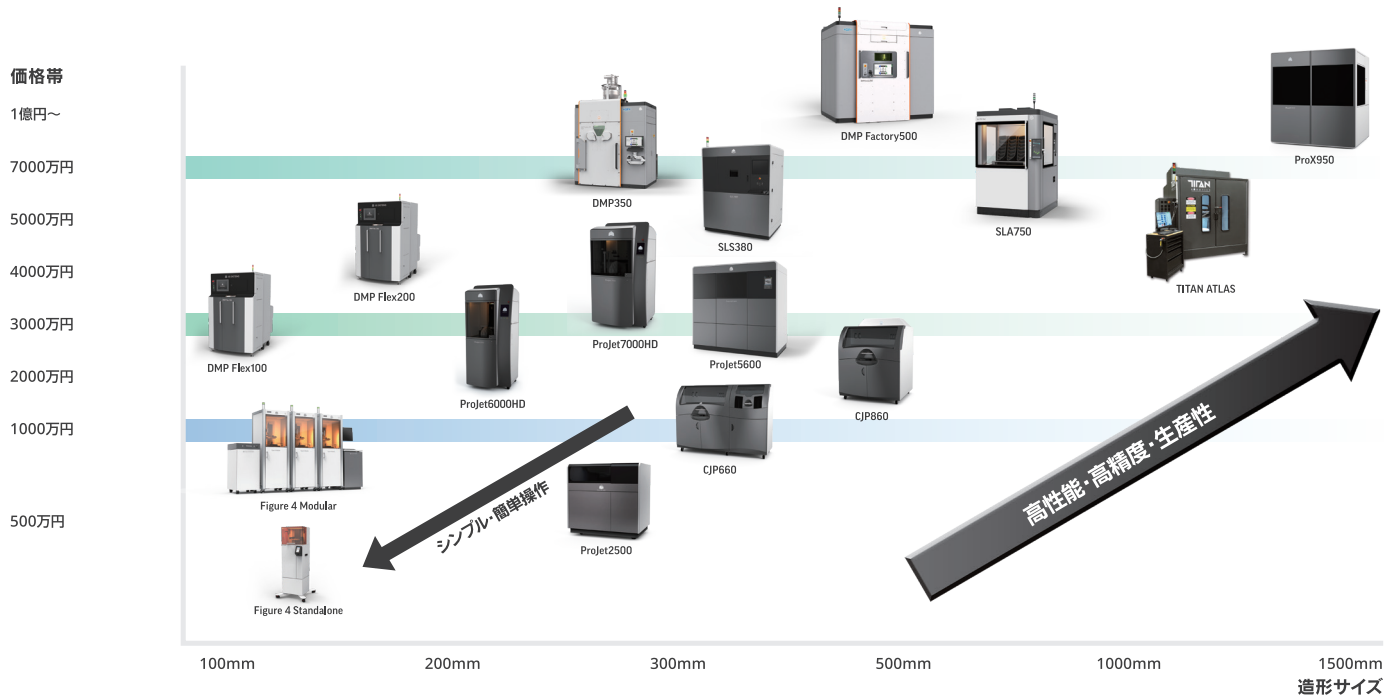 価格帯
1億円～
7000万円
5000万円
4000万円
3000万円
2000万円
1000万円
500万円
DMP Factory500
ProX950
DMP350
SLS380
SLA750
TITAN
TITAN ATLAS
DMP Flex200
DMP Flex100
ProJet7000HD
ProJet5600
ProJet6000HD
CJP860
CJP660
Figure 4 Modular
ProJet2500
Figure 4 Standalone
シンプル・簡単操作
高性能・高精度・生産性
100mm
200mm
300mm
500mm
1000mm
1500mm
造形サイズ